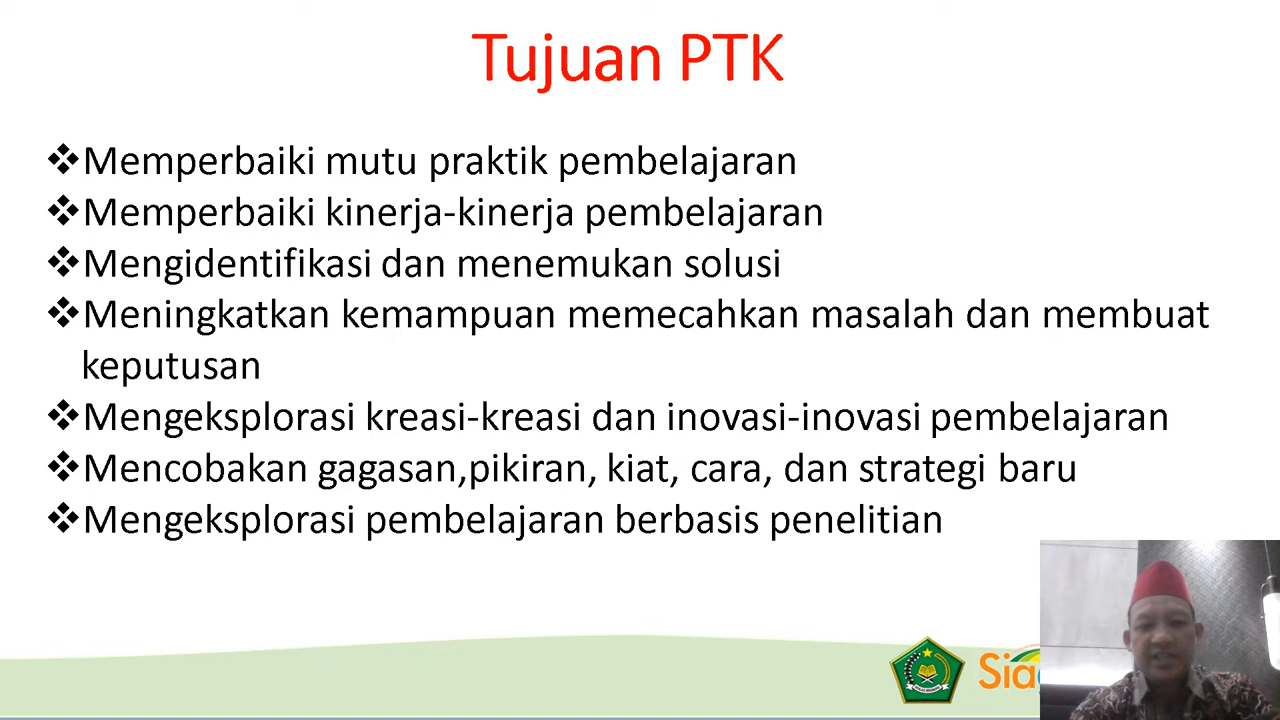 Tujuan PTK
❖Memperbaiki mutu praktik pembelajaran
❖Memperbaiki kinerja-kinerja pembelajaran
❖Mengidentifikasi dan menemukan solusi
❖Meningkatkan kemampuan memecahkan masalah dan membuat
keputusan
❖Mengeksplorasi kreasi-kreasi dan inovasi-inovasi pembelajaran
❖Mencobakan gagasan,pikiran, kiat, cara, dan strategi baru
❖Mengeksplorasi pembelajaran berbasis penelitian